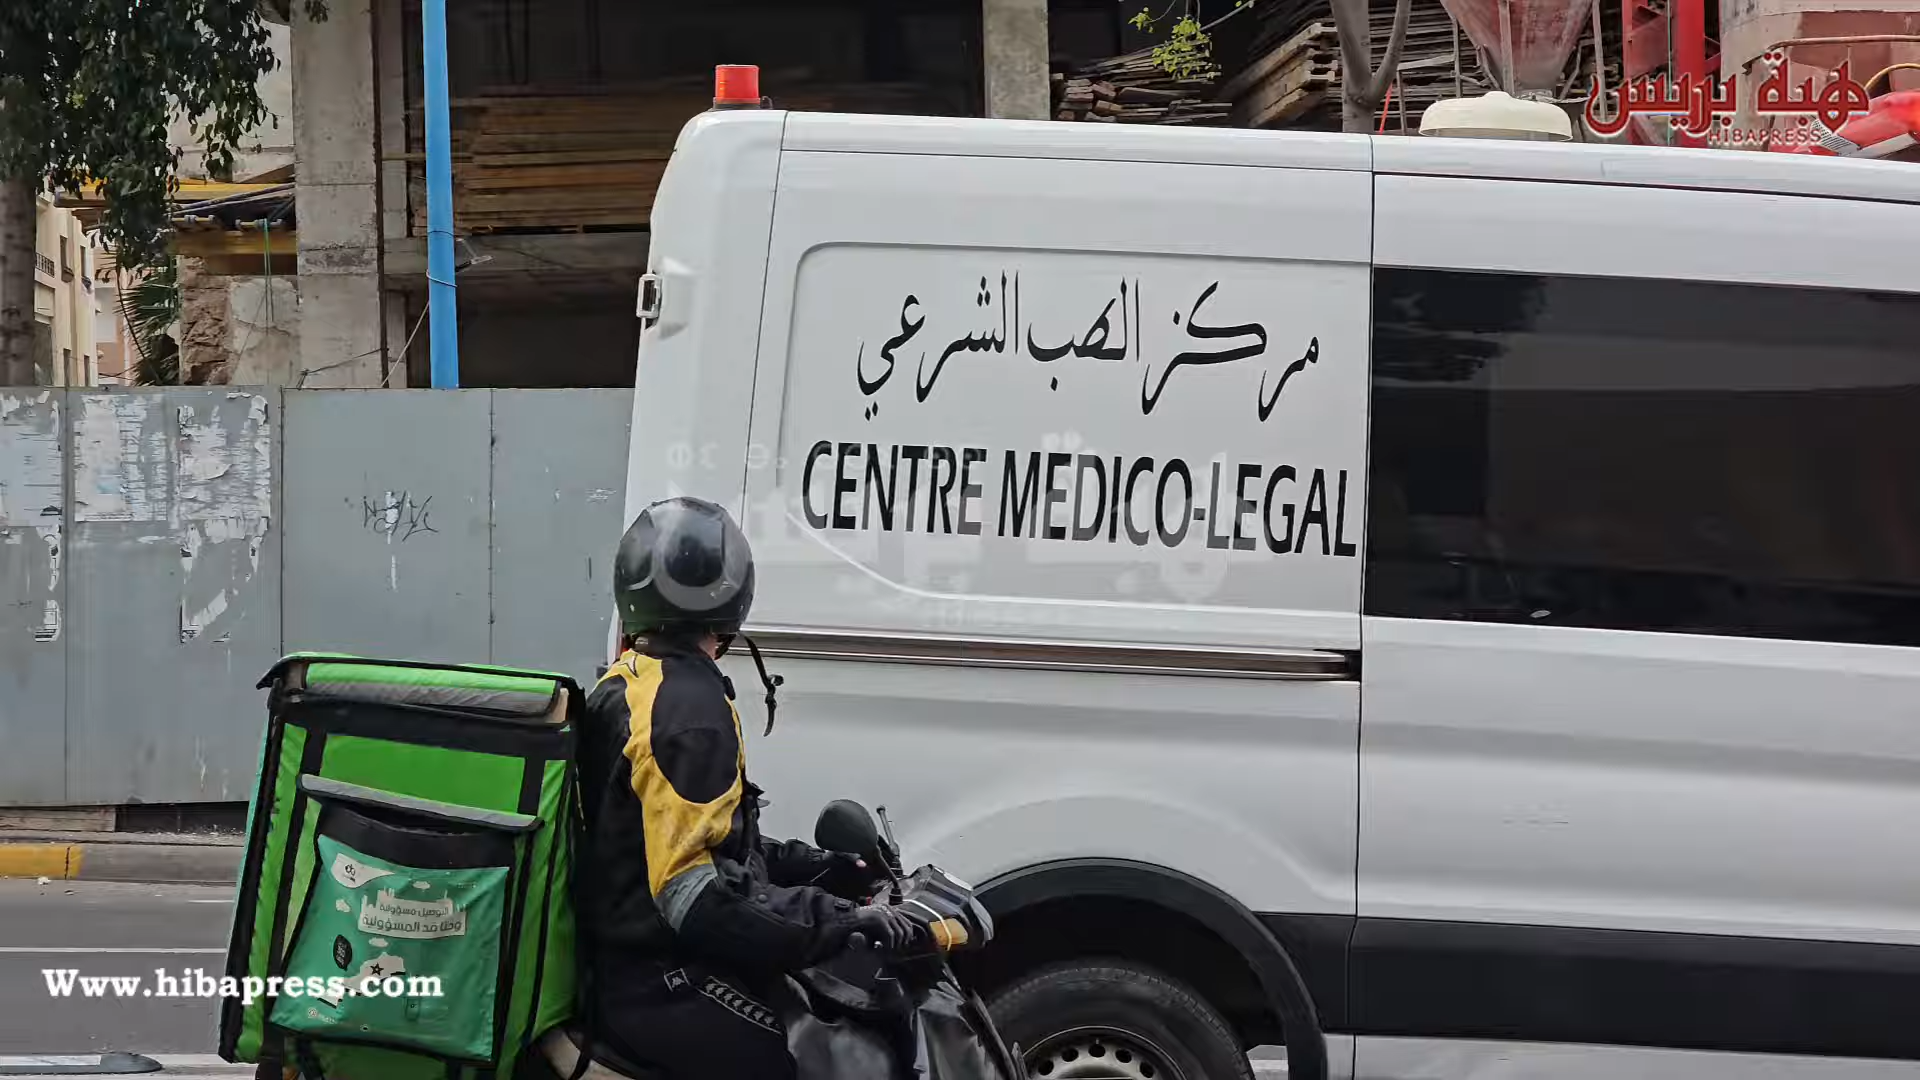 هبة بريس
HIBAPRESS
مركز الطب الشرعي
CENTRE MEDICO-LEGAL
التوصيل مسؤولية
وحنا قد المسؤولية
Www.hibapress.com